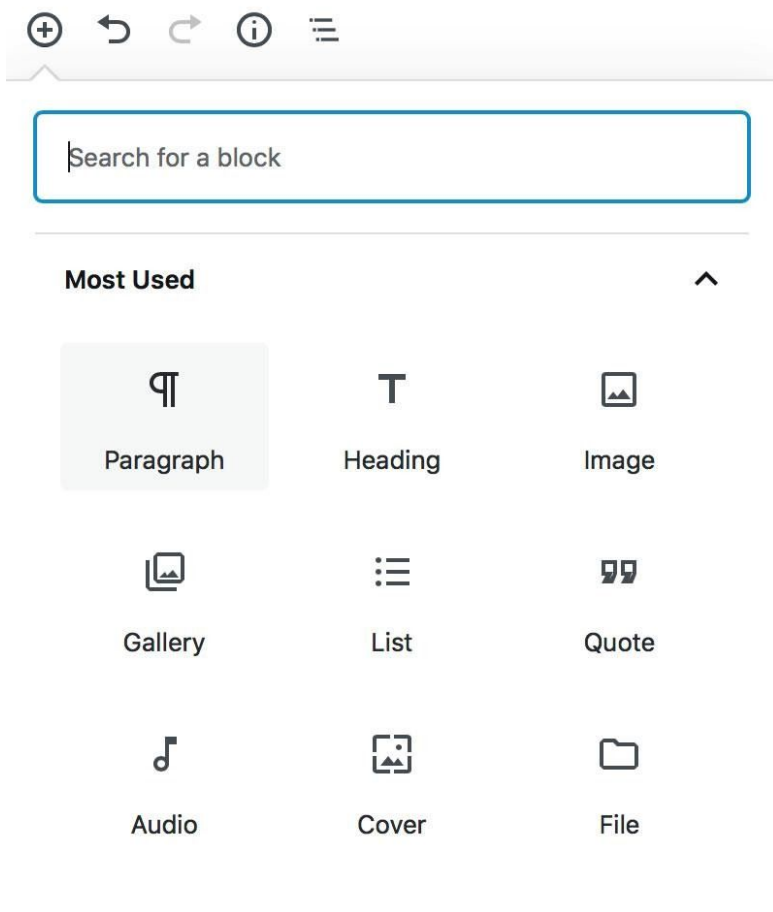 Search for a block
Most Used
Paragraph Heading Image
Gallery List Quote
Audio Cover File